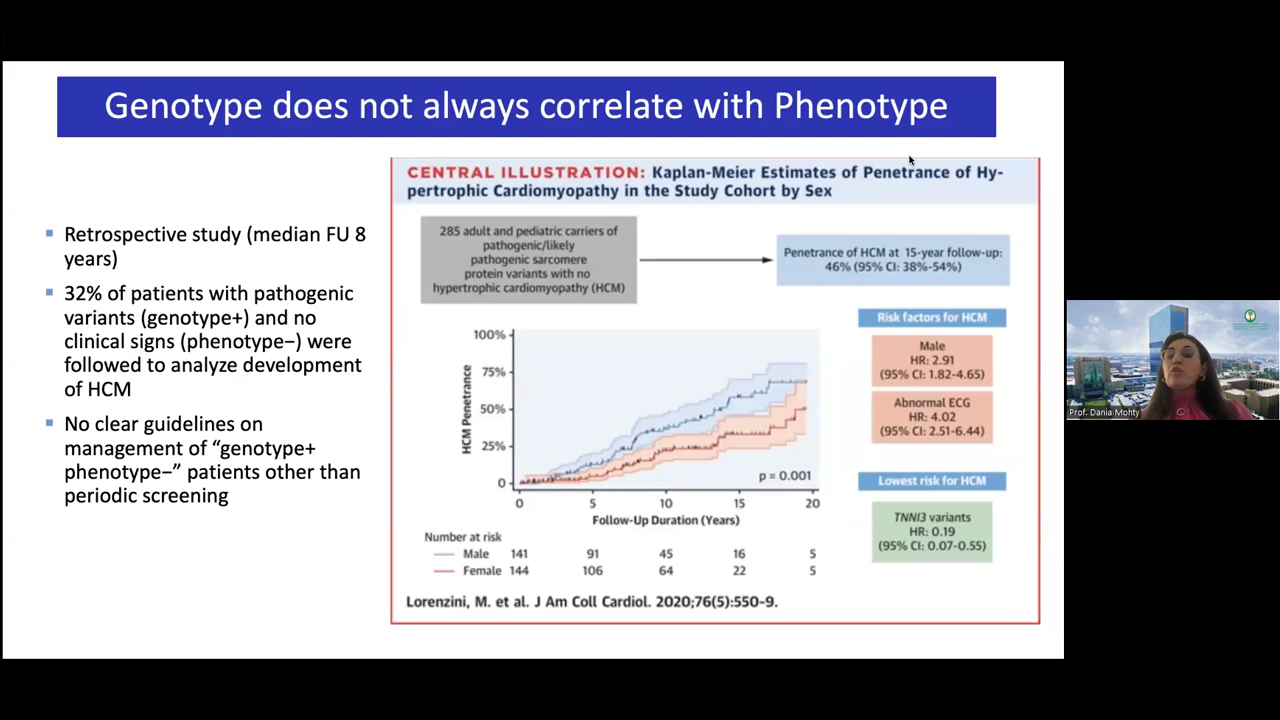 Genotype does not always correlate with Phenotype
Retrospective study (median FU 8
years)
32% of patients with pathogenic
variants (genotype+) and no
clinical signs (phenotype−) were
followed to analyze development
of HCM
No clear guidelines on
management of “genotype+
phenotype−” patients other than
periodic screening
CENTRAL ILLUSTRATION: Kaplan-Meier Estimates of Penetrance of Hy-
pertrophic Cardiomyopathy in the Study Cohort by Sex
285 adult and pediatric carriers of
pathogenic/likely
pathogenic sarcomere
protein variants with no
hypertrophic cardiomyopathy (HCM)
Penetrance of HCM at 15-year follow-up:
46% (95% CI: 38%-54%)
HCM Penetrance
100%
75%
50%
25%
0
p = 0.001
0 5 10 15 20
Follow-Up Duration (Years)
Number at risk
Male 141 91 45 16 5
Female 144 106 64 22 5
Risk factors for HCM
Male
HR: 2.91
(95% CI: 1.82-4.65)
Abnormal ECG
HR: 4.02
(95% CI: 2.51-6.44)
Lowest risk for HCM
TNNI3 variants
HR: 0.19
(95% CI: 0.07-0.55)
Lorenzini, M. et al. J Am Coll Cardiol. 2020;76(5):550-9.
Prof. Dania Mohty